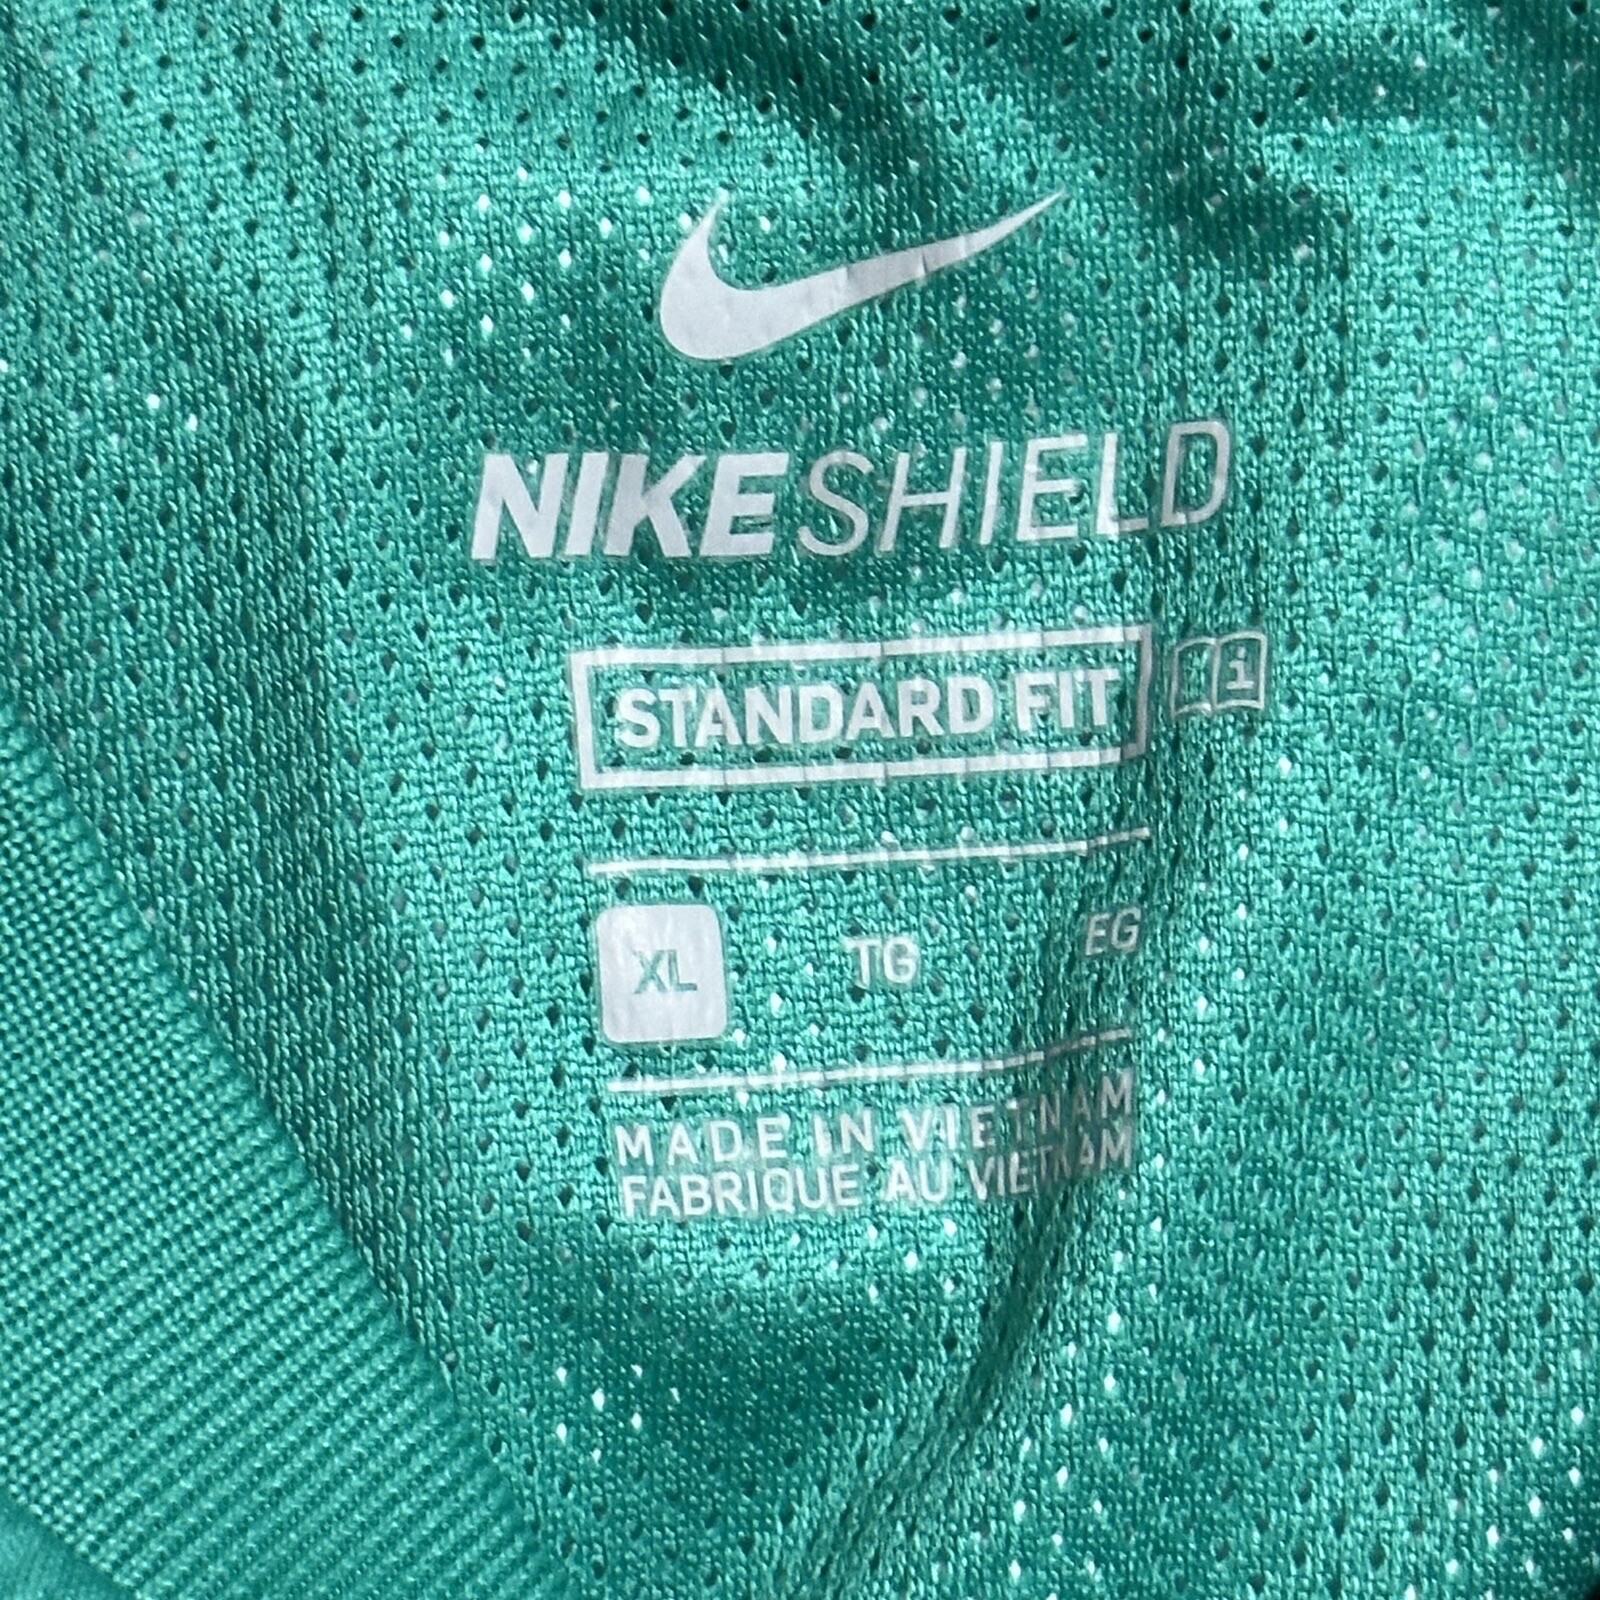 NIKESHIELD
STANDARD FIT i
XL TG EG
MADE IN VIETNAM
FABRIQUE AU VIETNAM